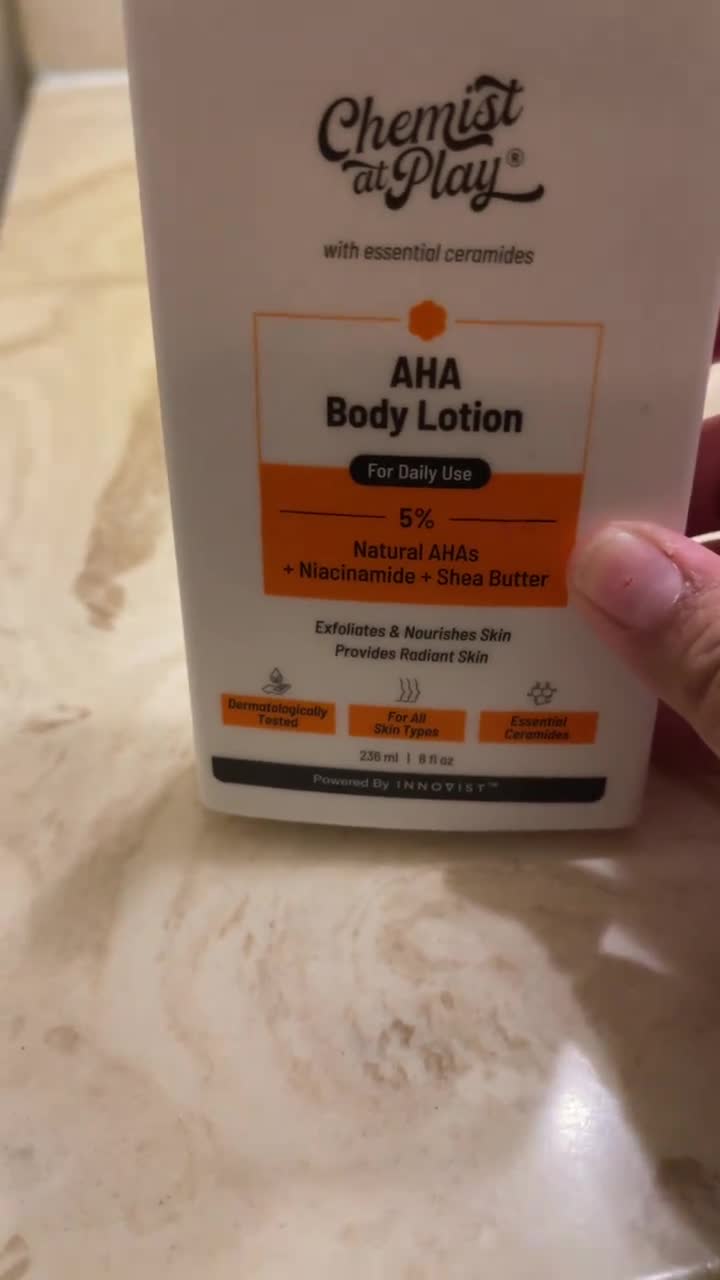 Chemist
at Play®
with essential ceramides
AHA
Body Lotion
For Daily Use
5%
Natural AHAs
+ Niacinamide + Shea Butter
Exfoliates & Nourishes Skin
Provides Radiant Skin
Dermatologically
Tested
For All
Skin Types
Essential
Ceramides
236 ml | 8 fl oz
Powered By INNOVIST™